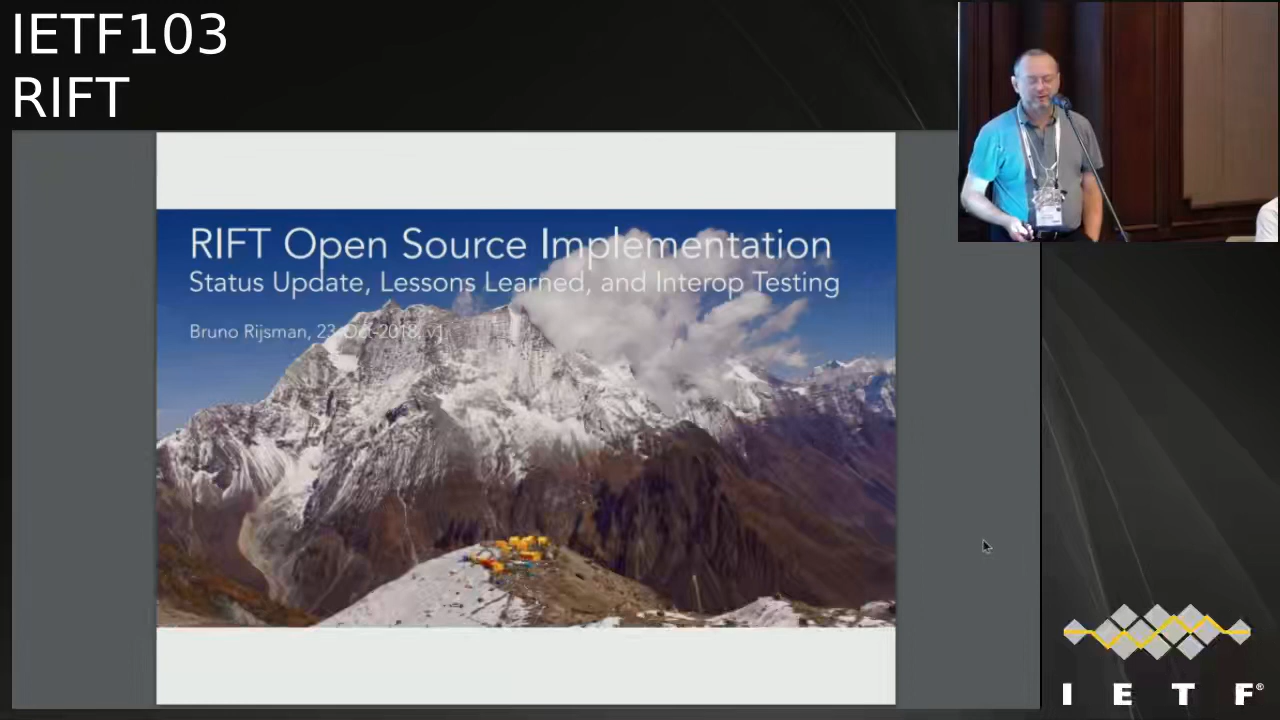 IETF103
RIFT
RIFT Open Source Implementation
Status Update, Lessons Learned, and Interop Testing
Bruno Rijsman, 23-Oct-2018, v1
I E T F®